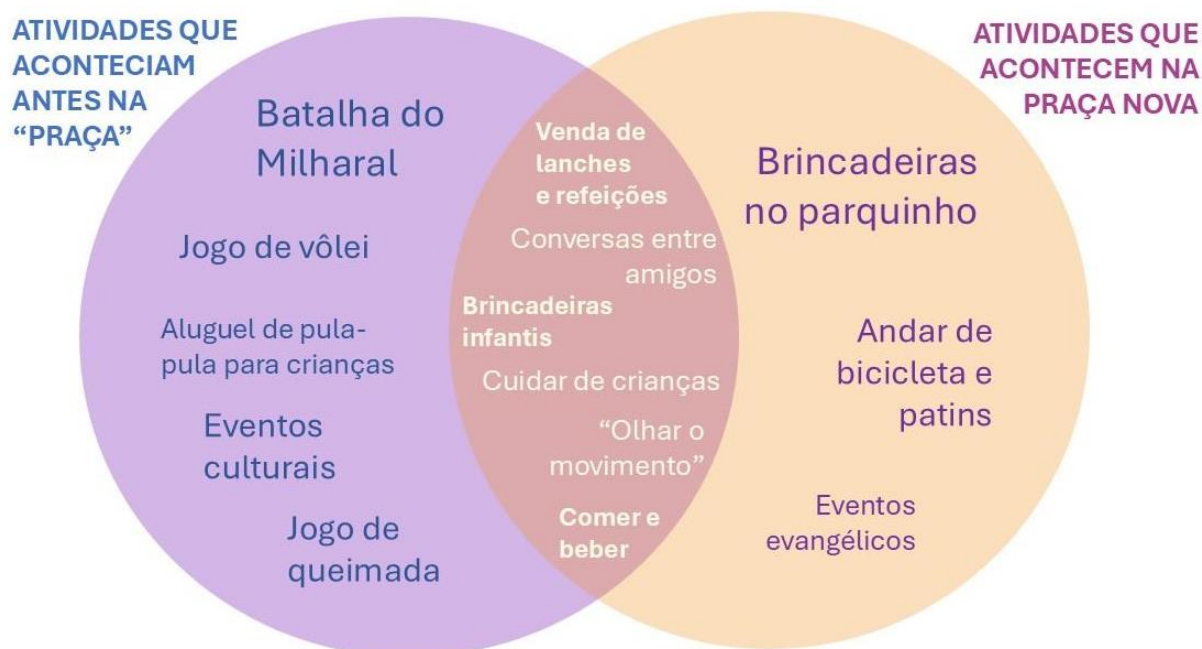 ATIVIDADES QUE
ACONTECIAM
ANTES NA
“PRAÇA”
Batalha do
Milharal
Jogo de vôlei
Aluguel de pula-
pula para crianças
Eventos
culturais
Jogo de
queimada
Venda de
lanches
e refeições
Conversas entre
amigos
Brincadeiras
infantis
Cuidar de crianças
“Olhar o
movimento”
Comer e
beber
ATIVIDADES QUE
ACONTECEM NA
PRAÇA NOVA
Brincadeiras
no parquinho
Andar de
bicicleta e
patins
Eventos
evangélicos